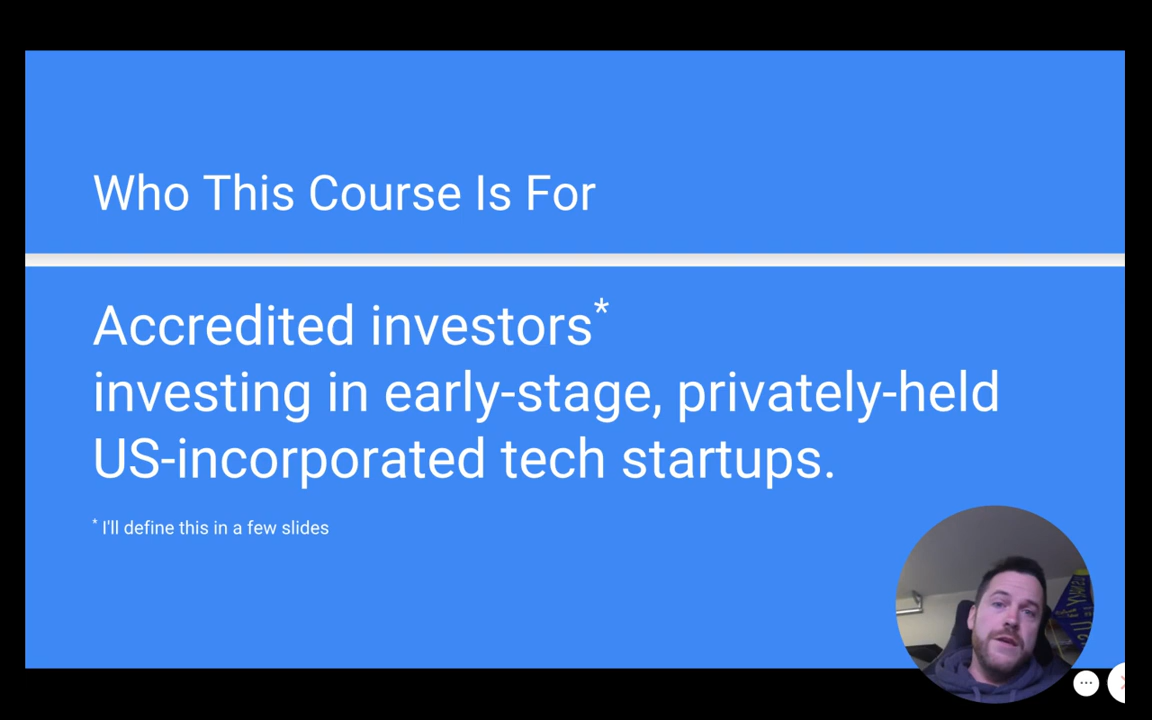 Who This Course Is For
Accredited investors*
investing in early-stage, privately-held
US-incorporated tech startups.
* I'll define this in a few slides